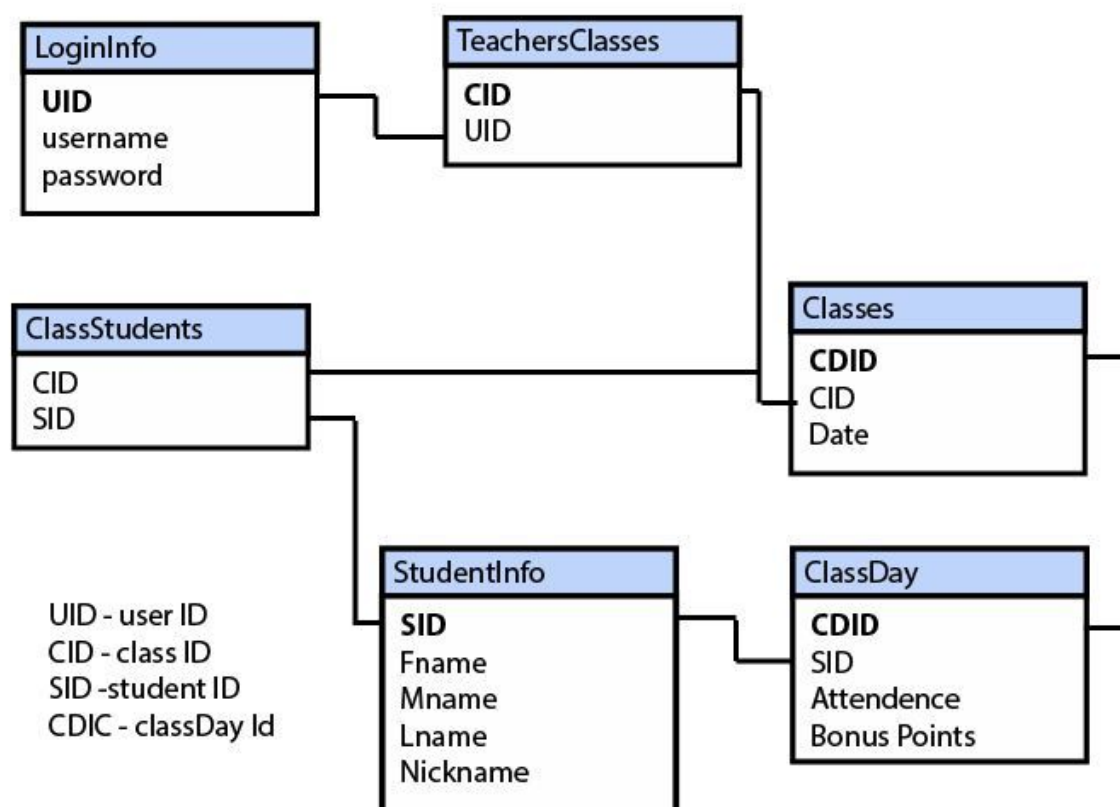 LoginInfo
UID
username
password
TeachersClasses
CID
UID
ClassStudents
CID
SID
Classes
CDID
CID
Date
StudentInfo
SID
Fname
Mname
Lname
Nickname
ClassDay
CDID
SID
Attendence
Bonus Points
UID - user ID
CID - class ID
SID -student ID
CDIC - classDay Id